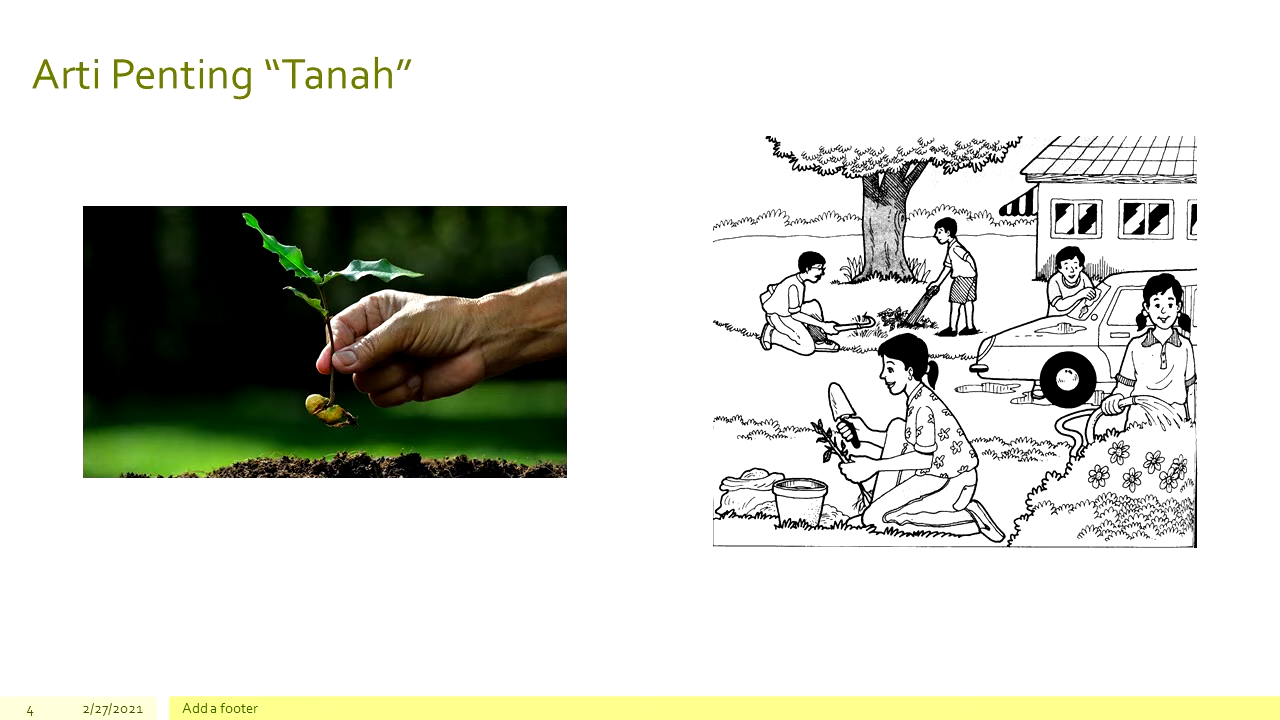 Arti Penting “Tanah”
4
2/27/2021
Add a footer